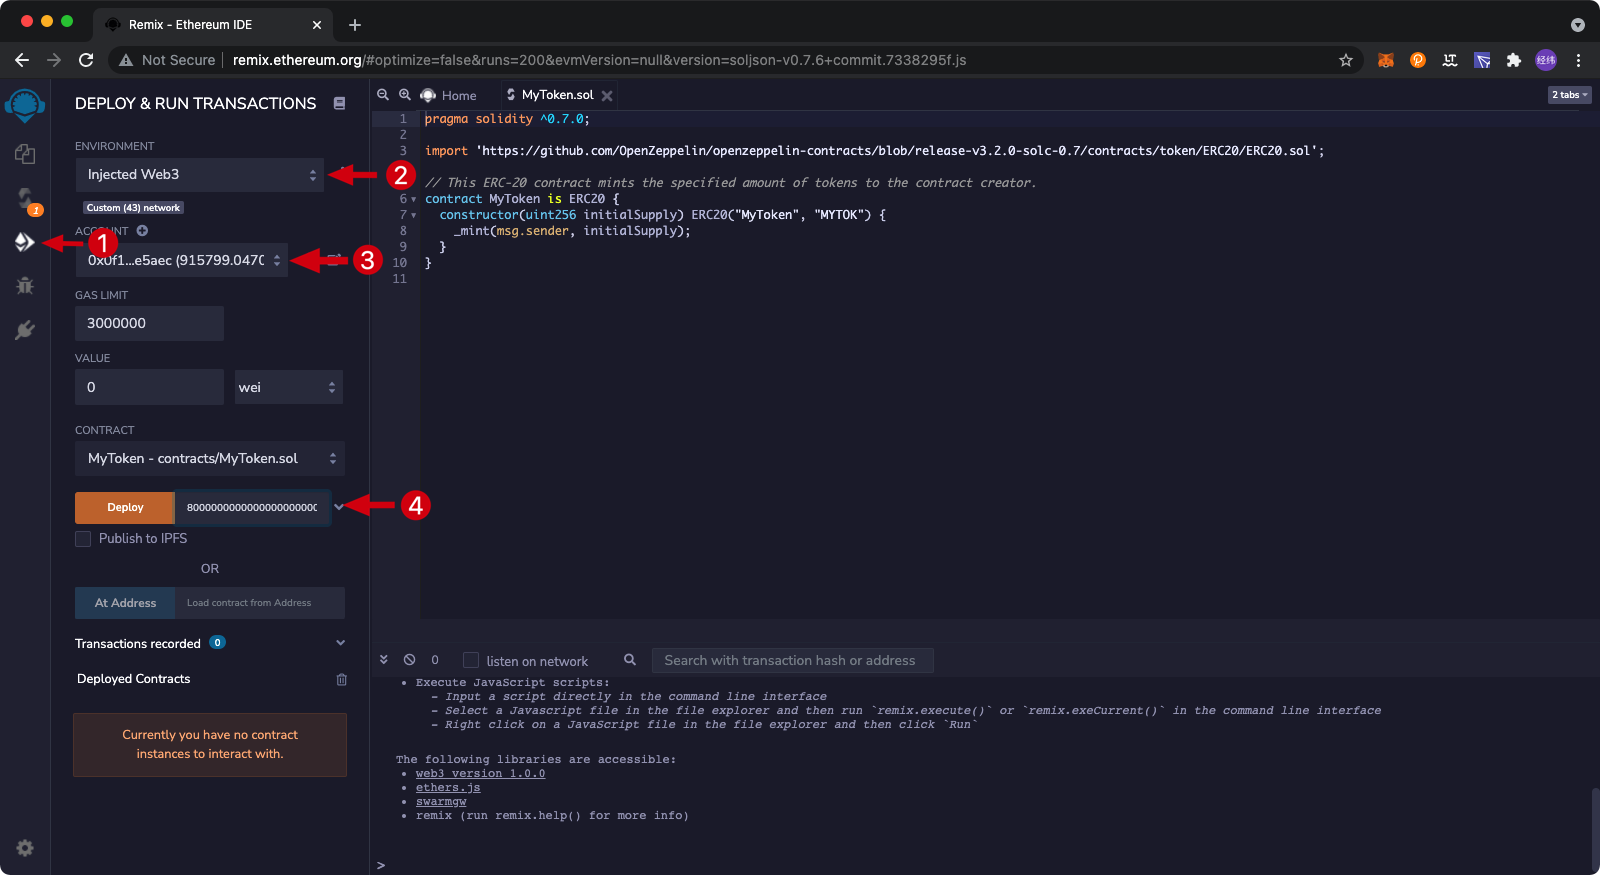 Remix - Ethereum IDE
Not Secure | remix.ethereum.org/#optimize=false&runs=200&evmVersion=null&version=soljson-v0.7.6+commit.7338295f.js
经纬
DEPLOY & RUN TRANSACTIONS
ENVIRONMENT
Injected Web3
2
Custom (43) network
1
ACCOUNT
1
0x0f1...e5aec (915799.0470
3
GAS LIMIT
3000000
VALUE
0
wei
CONTRACT
MyToken - contracts/MyToken.sol
Deploy
4
Publish to IPFS
OR
At Address
Load contract from Address
Transactions recorded 0
Deployed Contracts
Currently you have no contract
instances to interact with.
Home
MyToken.sol
2 tabs
1 pragma solidity ^0.7.0;
2
3 import 'https://github.com/OpenZeppelin/openzeppelin-contracts/blob/release-v3.2.0-solc-0.7/contracts/token/ERC20/ERC20.sol';
// This ERC-20 contract mints the specified amount of tokens to the contract creator.
6 contract MyToken is ERC20 {
7 constructor(uint256 initialSupply) ERC20("MyToken", "MYTOK") {
8 _mint(msg.sender, initialSupply);
9 }
10 }
11
0
listen on network
Search with transaction hash or address
• Execute JavaScript scripts:
- Input a script directly in the command line interface
- Select a Javascript file in the file explorer and then run `remix.execute()` or `remix.exeCurrent()` in the command line interface
- Right click on a JavaScript file in the file explorer and then click `Run`
The following libraries are accessible:
• web3 version 1.0.0
• ethers.js
• swarmgw
• remix (run remix.help() for more info)
>